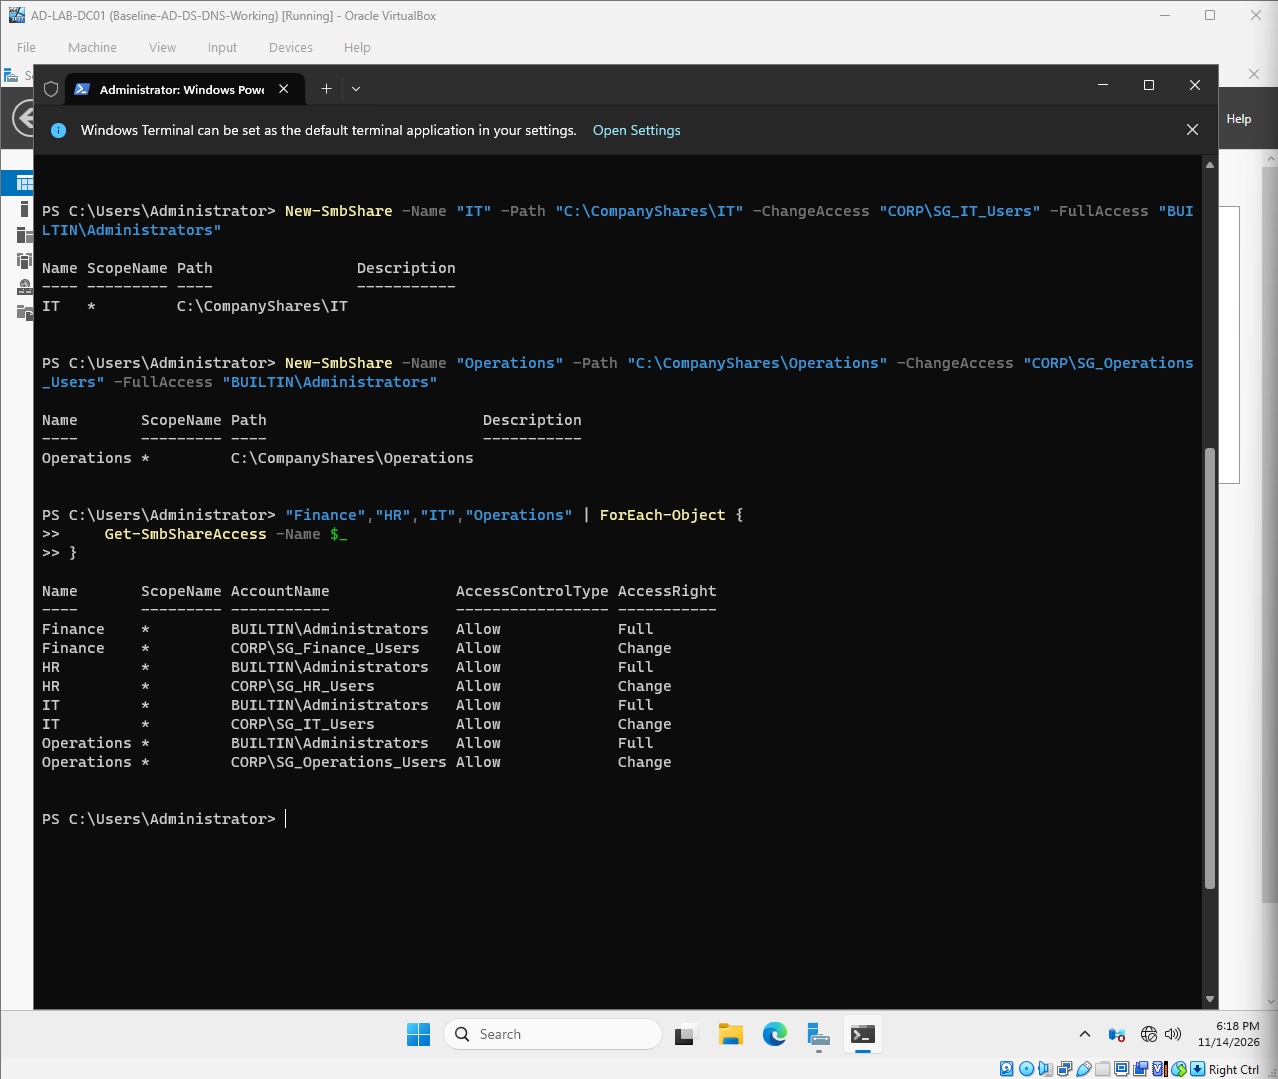 AD-LAB-DC01 (Baseline-AD-DS-DNS-Working) [Running] - Oracle VirtualBox
File Machine View Input Devices Help
Administrator: Windows Powe
Windows Terminal can be set as the default terminal application in your settings. Open Settings
Help
PS C:\Users\Administrator> New-SmbShare -Name "IT" -Path "C:\CompanyShares\IT" -ChangeAccess "CORP\SG_IT_Users" -FullAccess "BUI
LTIN\Administrators"
Name ScopeName Path                Description
---- --------- ----                -----------
IT   *         C:\CompanyShares\IT
PS C:\Users\Administrator> New-SmbShare -Name "Operations" -Path "C:\CompanyShares\Operations" -ChangeAccess "CORP\SG_Operations
_Users" -FullAccess "BUILTIN\Administrators"
Name       ScopeName Path                        Description
----       --------- ----                        -----------
Operations *         C:\CompanyShares\Operations
PS C:\Users\Administrator> "Finance","HR","IT","Operations" | ForEach-Object {
>>     Get-SmbShareAccess -Name $_
>> }
Name       ScopeName AccountName              AccessControlType AccessRight
----       --------- -----------              ----------------- -----------
Finance    *         BUILTIN\Administrators   Allow             Full
Finance    *         CORP\SG_Finance_Users    Allow             Change
HR         *         BUILTIN\Administrators   Allow             Full
HR         *         CORP\SG_HR_Users         Allow             Change
IT         *         BUILTIN\Administrators   Allow             Full
IT         *         CORP\SG_IT_Users         Allow             Change
Operations *         BUILTIN\Administrators   Allow             Full
Operations *         CORP\SG_Operations_Users Allow             Change
PS C:\Users\Administrator>
Search
6:18 PM
11/14/2026
Right Ctrl